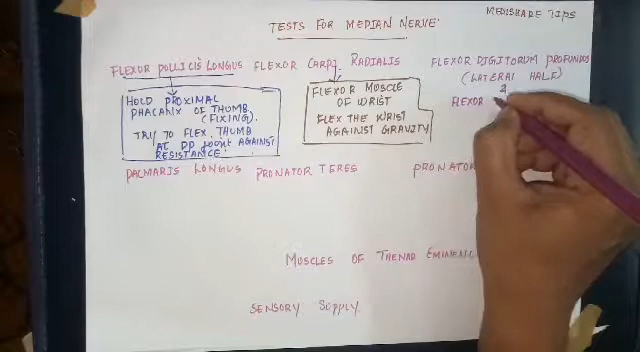 MEDISHARE TIPS
TESTS FOR MEDIAN NERVE
FLEXOR POLLICIS LONGUS FLEXOR CARPI RADIALIS FLEXOR DIGITORUM PROFUNDUS
(LATERAL HALF)
&
FLEXOR
HOLD PROXIMAL
PHALANX OF THUMB.
(FIXING)
TRY TO FLEX THUMB
AT DP JOINT AGAINST
RESISTANCE.
FLEXOR MUSCLE
OF WRIST
FLEX THE WRIST
AGAINST GRAVITY
PALMARIS LONGUS PRONATOR TERES PRONATOR
MUSCLES OF THENAR EMINENC
SENSORY SUPPLY